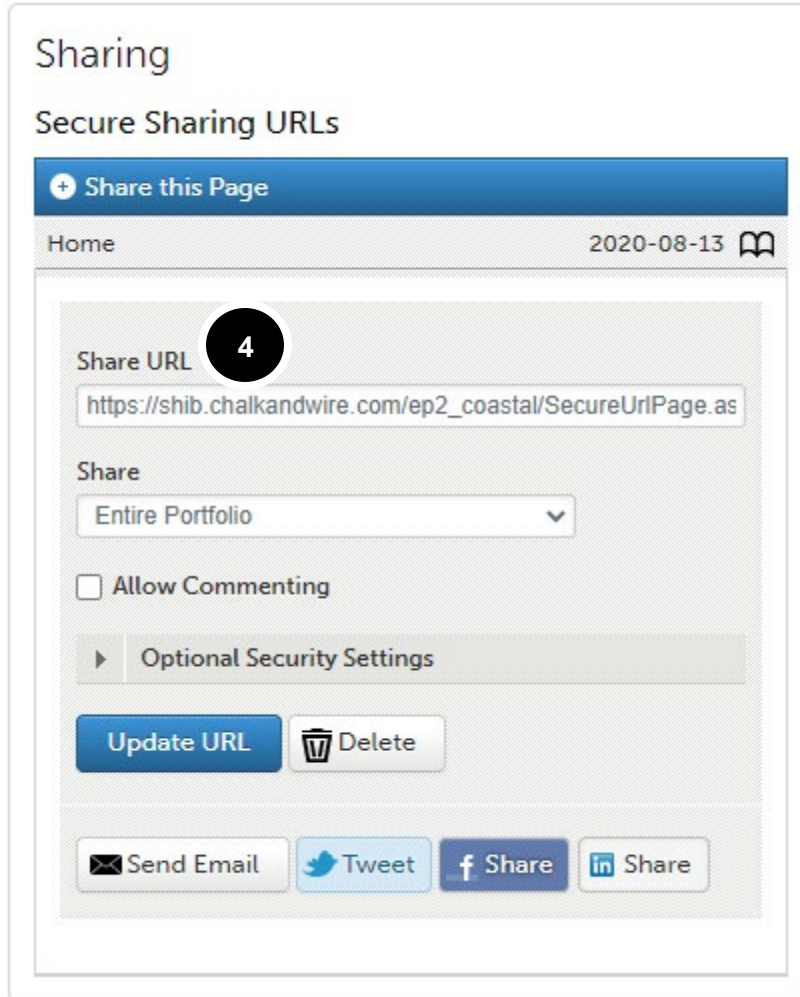 Sharing
Secure Sharing URLs
Share this Page
Home 2020-08-13
4
Share URL
https://shib.chalkandwire.com/ep2_coastal/SecureUrlPage.as
Share
Entire Portfolio
Allow Commenting
Optional Security Settings
Update URL Delete
Send Email Tweet f Share in Share